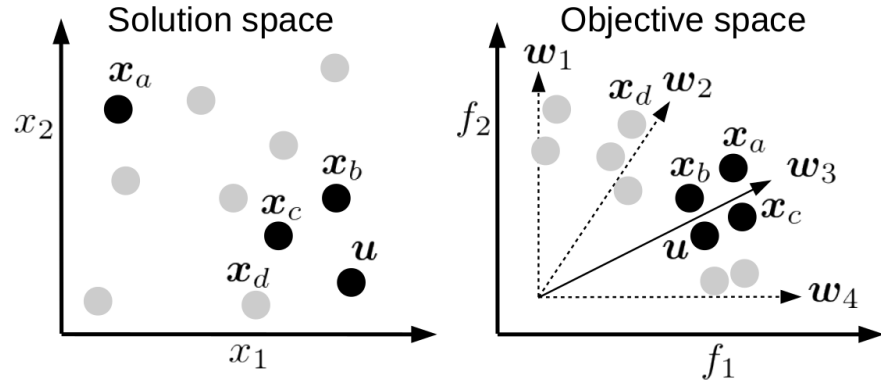 Solution space
x_a
x_2
x_b
x_c
u
x_d
x_1
Objective space
w_1
x_d
w_2
f_2
x_a
x_b
w_3
x_c
u
w_4
f_1